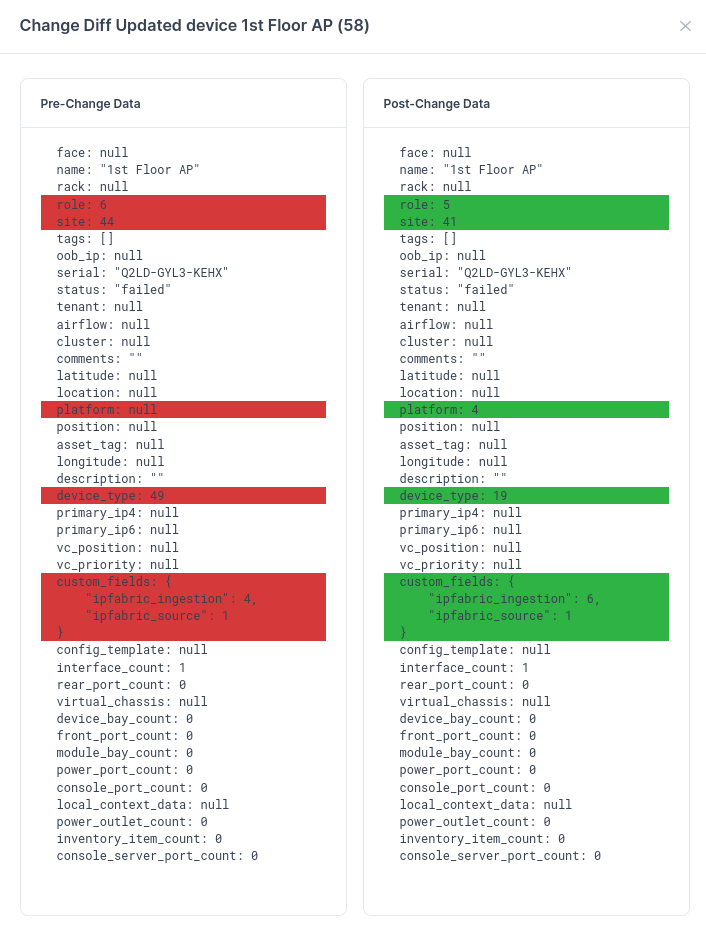 Change Diff Updated device 1st Floor AP (58)
Pre-Change Data
face: null
name: "1st Floor AP"
rack: null
role: 6
site: 44
tags: []
oob_ip: null
serial: "Q2LD-GYL3-KEHX"
status: "failed"
tenant: null
airflow: null
cluster: null
comments: ""
latitude: null
location: null
platform: null
position: null
asset_tag: null
longitude: null
description: ""
device_type: 49
primary_ip4: null
primary_ip6: null
vc_position: null
vc_priority: null
custom_fields: {
    "ipfabric_ingestion": 4,
    "ipfabric_source": 1
}
config_template: null
interface_count: 1
rear_port_count: 0
virtual_chassis: null
device_bay_count: 0
front_port_count: 0
module_bay_count: 0
power_port_count: 0
console_port_count: 0
local_context_data: null
power_outlet_count: 0
inventory_item_count: 0
console_server_port_count: 0
Post-Change Data
face: null
name: "1st Floor AP"
rack: null
role: 5
site: 41
tags: []
oob_ip: null
serial: "Q2LD-GYL3-KEHX"
status: "failed"
tenant: null
airflow: null
cluster: null
comments: ""
latitude: null
location: null
platform: 4
position: null
asset_tag: null
longitude: null
description: ""
device_type: 19
primary_ip4: null
primary_ip6: null
vc_position: null
vc_priority: null
custom_fields: {
    "ipfabric_ingestion": 6,
    "ipfabric_source": 1
}
config_template: null
interface_count: 1
rear_port_count: 0
virtual_chassis: null
device_bay_count: 0
front_port_count: 0
module_bay_count: 0
power_port_count: 0
console_port_count: 0
local_context_data: null
power_outlet_count: 0
inventory_item_count: 0
console_server_port_count: 0